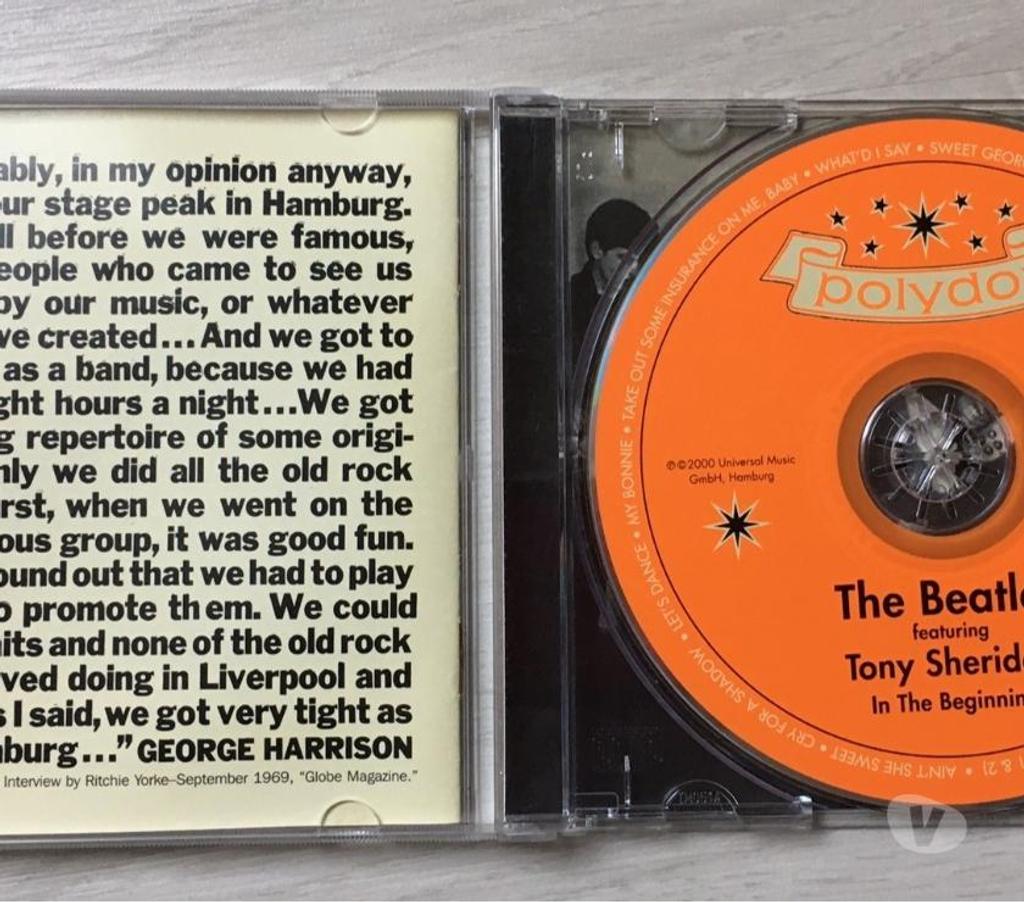 ably, in my opinion anyway,
ur stage peak in Hamburg.
ll before we were famous,
eople who came to see us
by our music, or whatever
ve created... And we got to
as a band, because we had
ght hours a night...We got
g repertoire of some origi-
nly we did all the old rock
rst, when we went on the
ous group, it was good fun.
ound out that we had to play
o promote them. We could
its and none of the old rock
ved doing in Liverpool and
s I said, we got very tight as
burg..." GEORGE HARRISON
Interview by Ritchie Yorke–September 1969, "Globe Magazine."
& 2) • AIN'T SHE SWEET • CRY FOR A SHADOW • LET'S DANCE • MY BONNIE • TAKE OUT SOME INSURANCE ON ME, BABY • WHAT'D I SAY • SWEET GEOR
polydo
℗©2000 Universal Music
GmbH, Hamburg
The Beatle
featuring
Tony Sherid
In The Beginnin
V